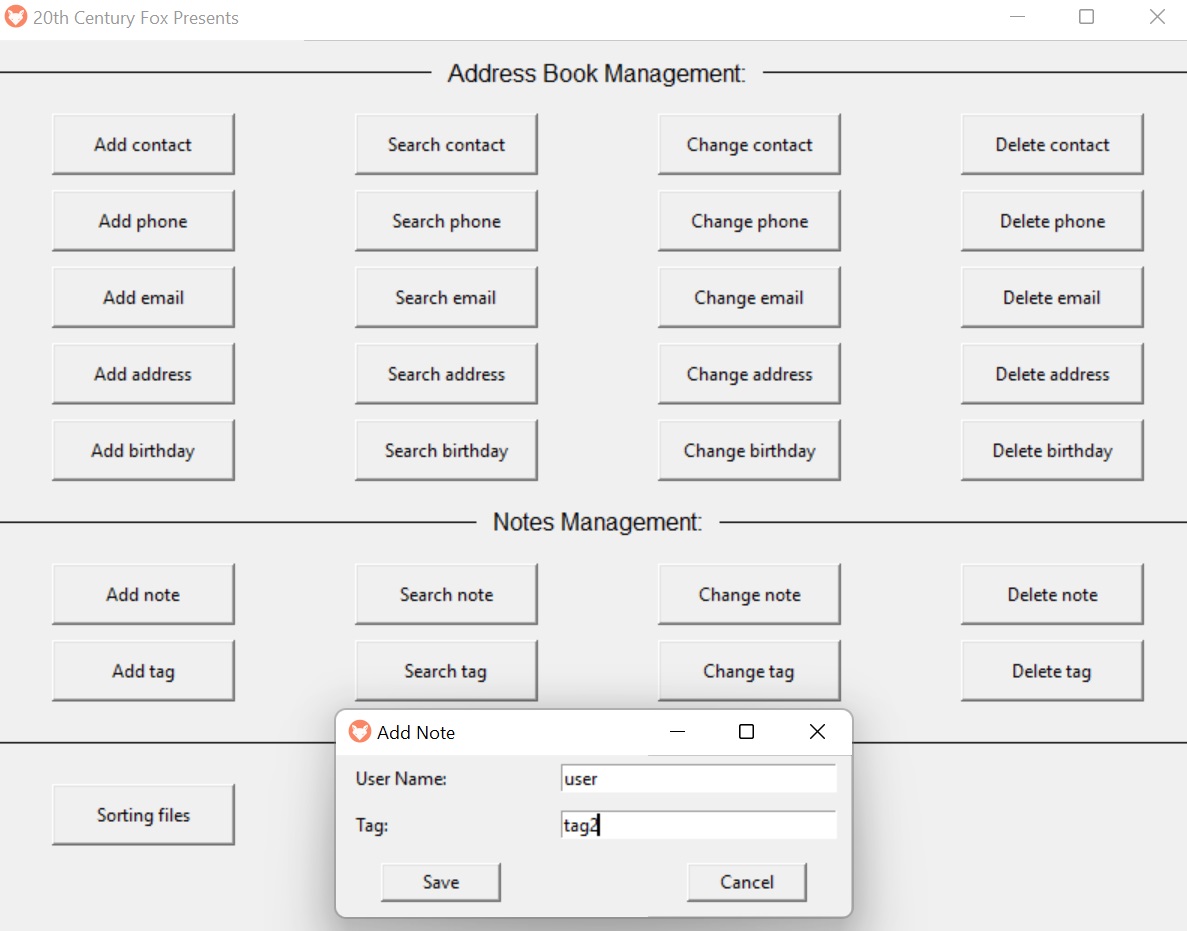 20th Century Fox Presents
Address Book Management:
Add contact Search contact Change contact Delete contact
Add phone Search phone Change phone Delete phone
Add email Search email Change email Delete email
Add address Search address Change address Delete address
Add birthday Search birthday Change birthday Delete birthday
Notes Management:
Add note Search note Change note Delete note
Add tag Search tag Change tag Delete tag
Sorting files
Add Note
User Name: user
Tag: tag2
Save Cancel